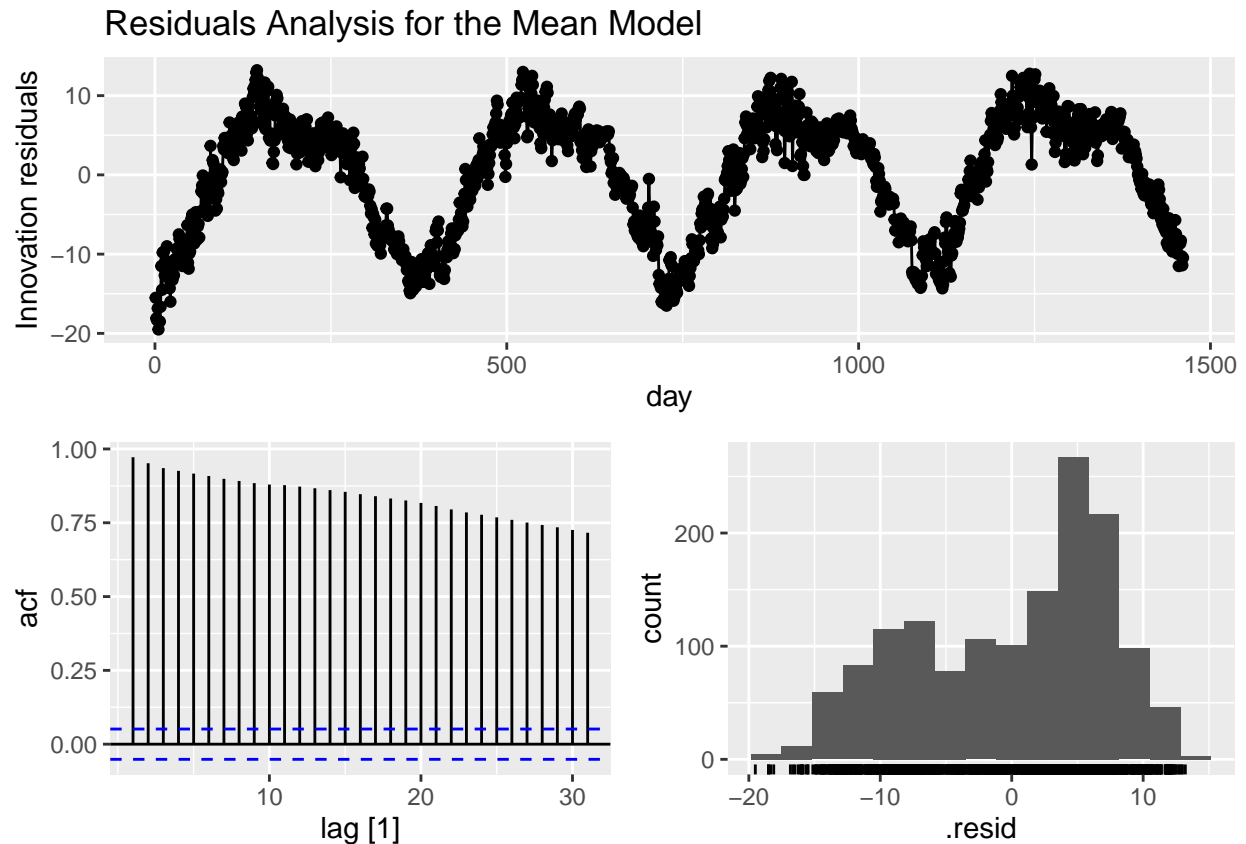 Residuals Analysis for the Mean Model
Innovation residuals
10
0
−10
−20
0 500 1000 1500
day
acf
1.00
0.75
0.50
0.25
0.00
10 20 30
lag [1]
count
200
100
0
−20 −10 0 10
.resid